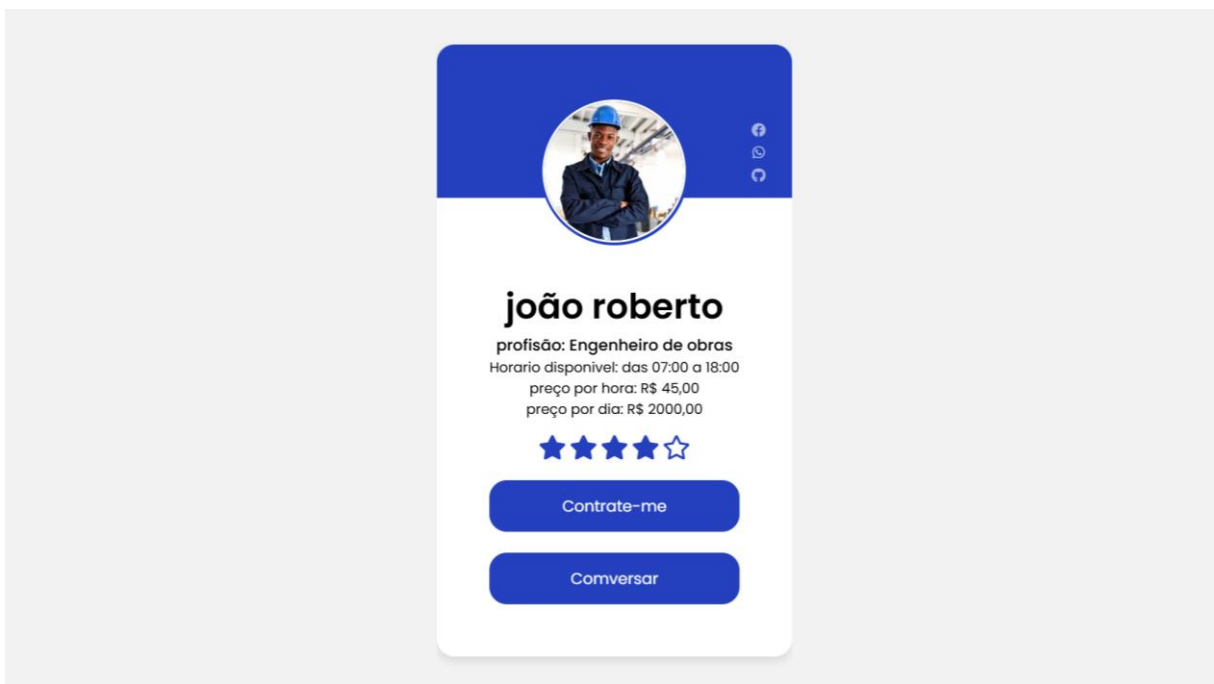 joão roberto
profisão: Engenheiro de obras
Horario disponivel: das 07:00 a 18:00
preço por hora: R$ 45,00
preço por dia: R$ 2000,00
Contrate-me
Comversar